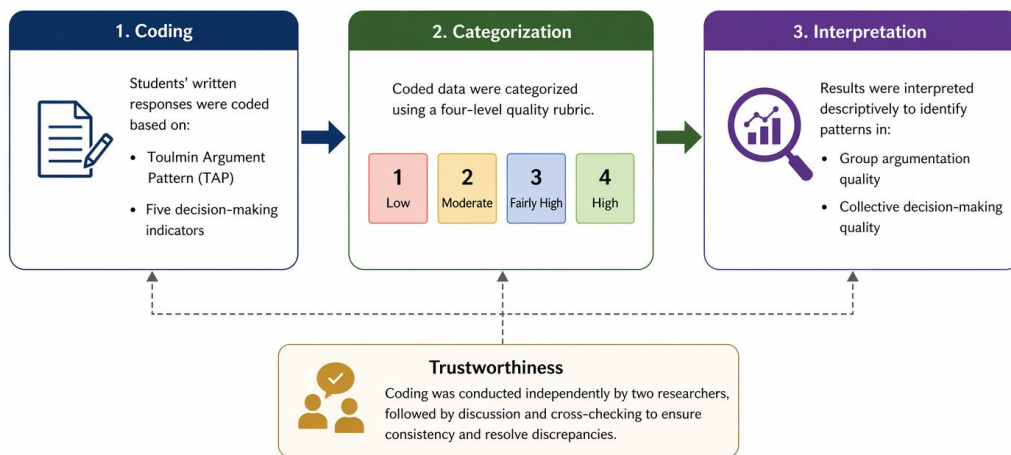 1. Coding
Students' written
responses were coded
based on:
• Toulmin Argument
Pattern (TAP)
• Five decision-making
indicators
2. Categorization
Coded data were categorized
using a four-level quality rubric.
1
Low
2
Moderate
3
Fairly High
4
High
3. Interpretation
Results were interpreted
descriptively to identify
patterns in:
• Group argumentation
quality
• Collective decision-making
quality
Trustworthiness
Coding was conducted independently by two researchers,
followed by discussion and cross-checking to ensure
consistency and resolve discrepancies.